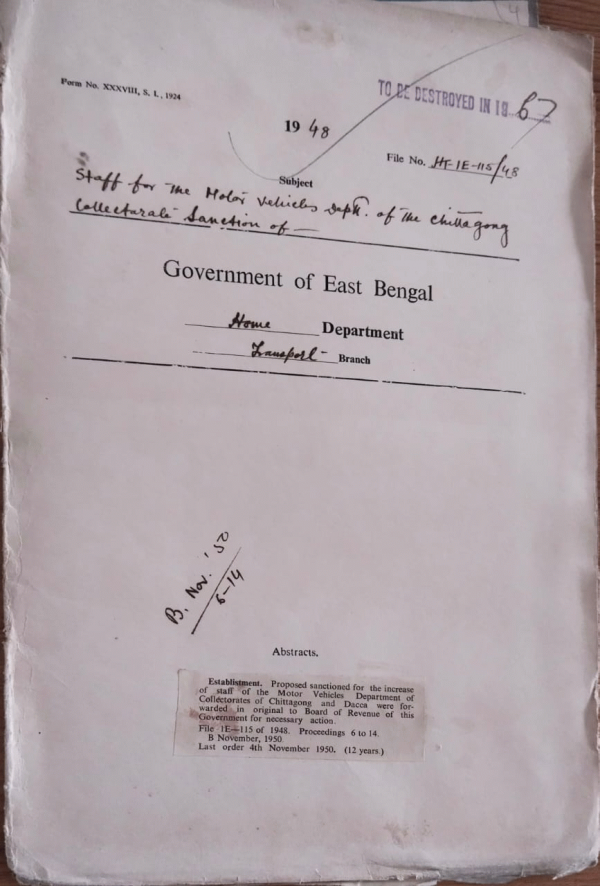 Form No. XXXVIII, S. I., 1924
TO BE DESTROYED IN 19 67
1948
File No. HT-1E-115/48
Subject
Staff for the Motor Vehicles Deptt. of the Chittagong
Collectorate Sanction of —
Government of East Bengal
Home Department
Transport Branch
B. Nov. '50
6-14
Abstracts.
Establistment. Proposed sanctioned for the increase
of staff of the Motor Vehicles Department of
Collectorates of Chittagong and Dacca were for-
warded in original to Board of Revenue of this
Government for necessary action.
File 1E—115 of 1948. Proceedings 6 to 14.
B November, 1950.
Last order 4th November 1950. (12 years.)